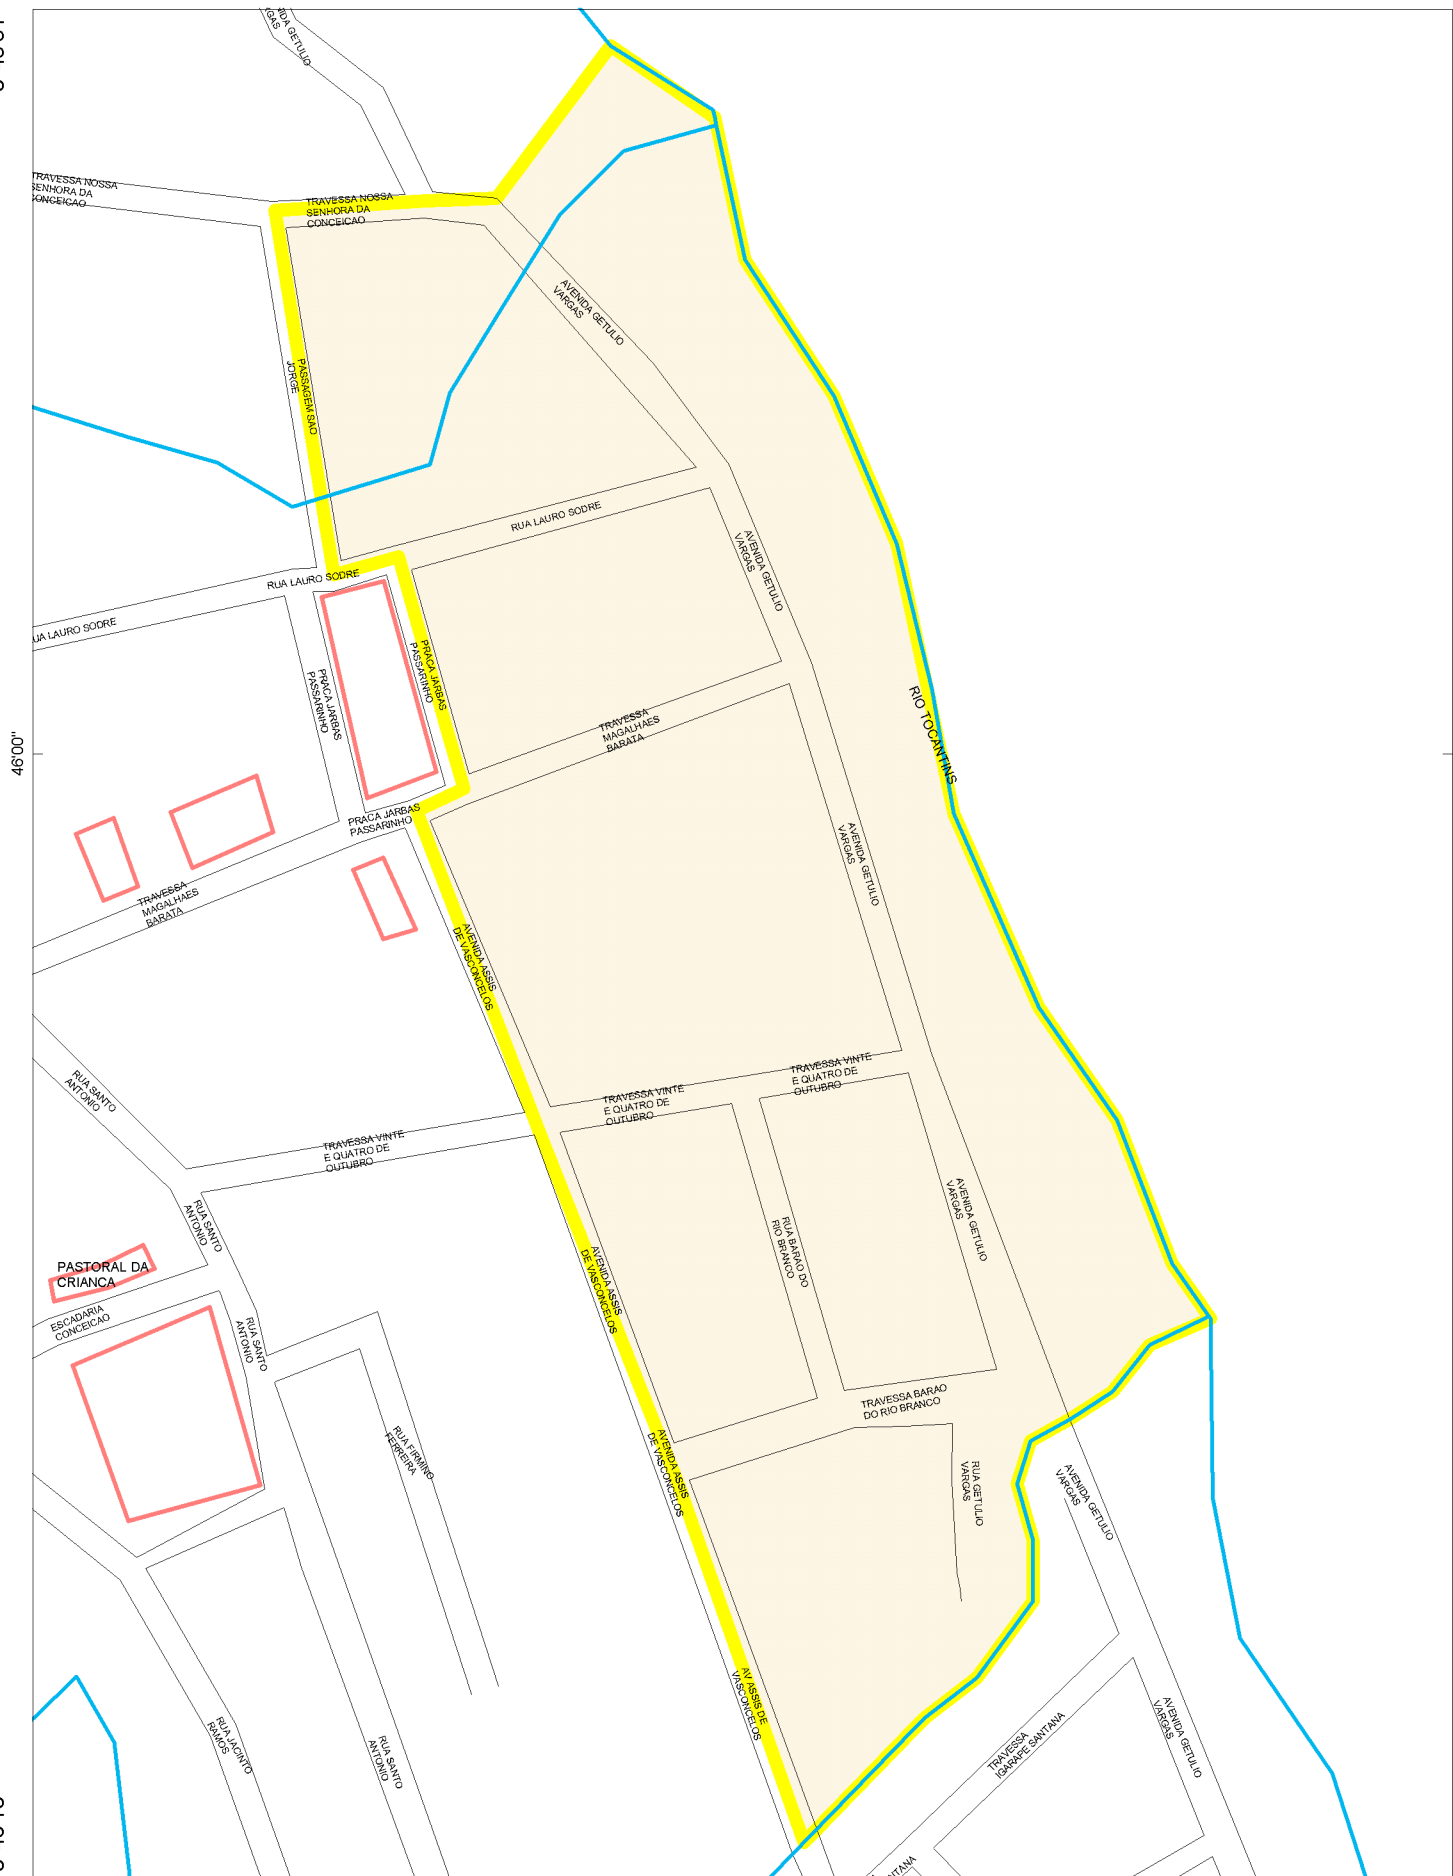 NIDA GETULIO
GAS
TRAVESSA NOSSA
SENHORA DA
CONCEICAO
TRAVESSA NOSSA
SENHORA DA
CONCEICAO
AVENIDA GETULIO
VARGAS
PASSAGEM SAO
JORGE
RUA LAURO SODRE
AVENIDA GETULIO
VARGAS
RUA LAURO SODRE
UA LAURO SODRE
PRACA JARBAS
PASSARINHO
PRACA JARBAS
PASSARINHO
TRAVESSA
MAGALHAES
BARATA
RIO TOCANTINS
46'00"
PRACA JARBAS
PASSARINHO
AVENIDA GETULIO
VARGAS
TRAVESSA
MAGALHAES
BARATA
AVENIDA ASSIS
DE VASCONCELOS
RUA SANTO
ANTONIO
TRAVESSA VINTE
E QUATRO DE
OUTUBRO
TRAVESSA VINTE
E QUATRO DE
OUTUBRO
TRAVESSA VINTE
E QUATRO DE
OUTUBRO
RUA SANTO
ANTONIO
AVENIDA GETULIO
VARGAS
RUA BARAO DO
RIO BRANCO
PASTORAL DA
CRIANCA
AVENIDA ASSIS
DE VASCONCELOS
ESCADARIA
CONCEICAO
RUA SANTO
ANTONIO
TRAVESSA BARAO
DO RIO BRANCO
RUA FIRMINO
FERREIRA
AVENIDA ASSIS
DE VASCONCELOS
RUA GETULIO
VARGAS
AVENIDA GETULIO
VARGAS
AV ASSIS DE
VASCONCELOS
RUA JACINTO
RAMOS
RUA SANTO
ANTONIO
TRAVESSA
IGARAPE SANTANA
AVENIDA GETULIO
VARGAS
NTANA